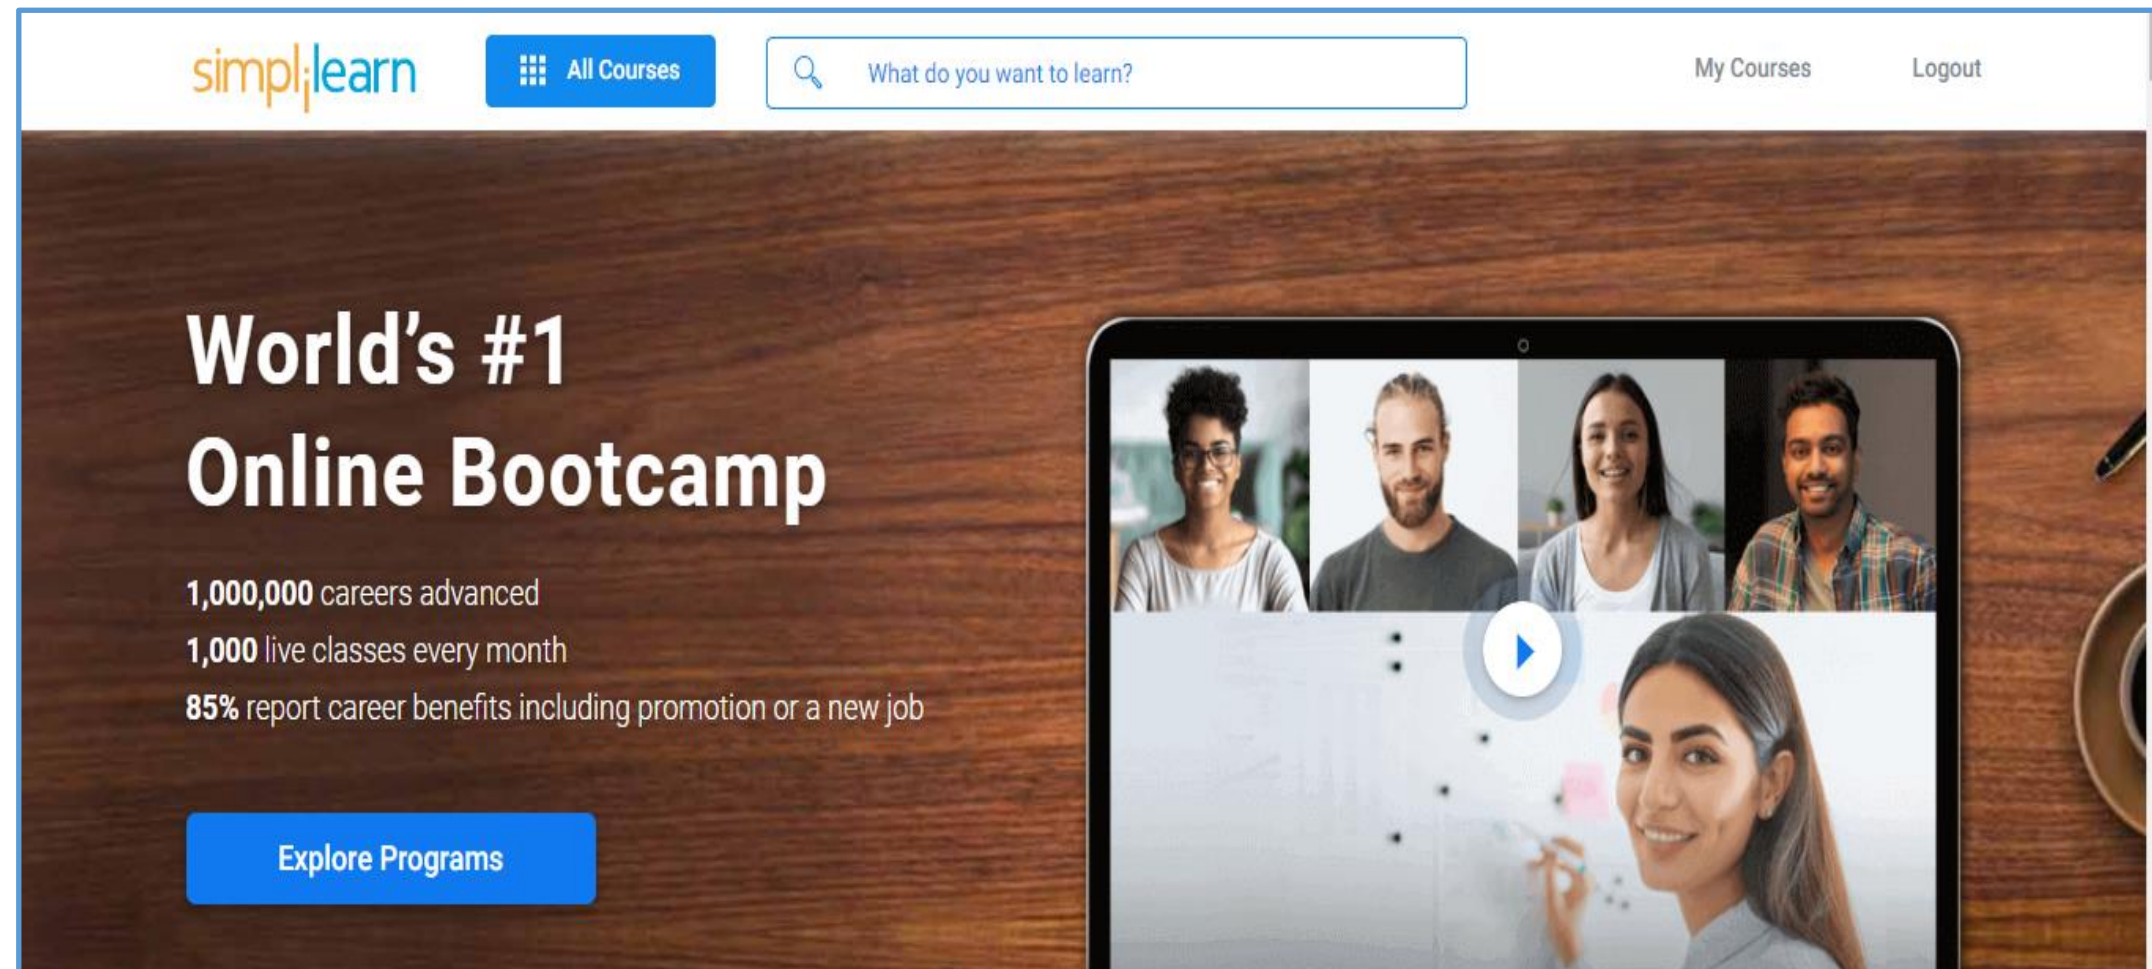 simplilearn
All Courses
What do you want to learn?
My Courses
Logout
World's #1
Online Bootcamp
1,000,000 careers advanced
1,000 live classes every month
85% report career benefits including promotion or a new job
Explore Programs